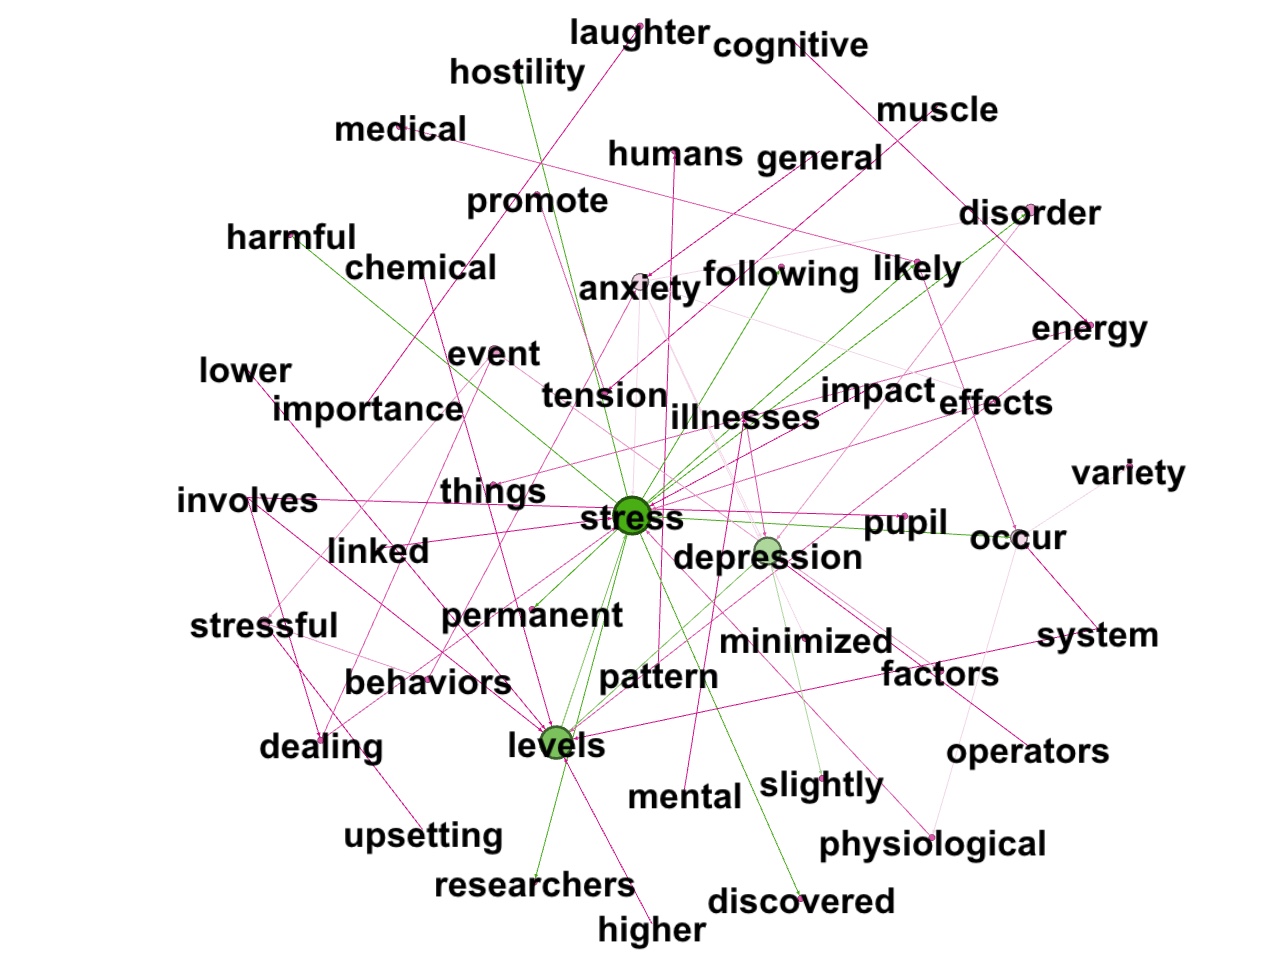 laughter
cognitive
hostility
muscle
medical
humans
general
promote
disorder
harmful
chemical
anxiety
following
likely
energy
event
lower
importance
tension
illnesses
impact
effects
variety
involves
things
stress
pupil
occur
linked
depression
stressful
permanent
minimized
system
behaviors
pattern
factors
dealing
levels
operators
mental
slightly
upsetting
physiological
researchers
discovered
higher